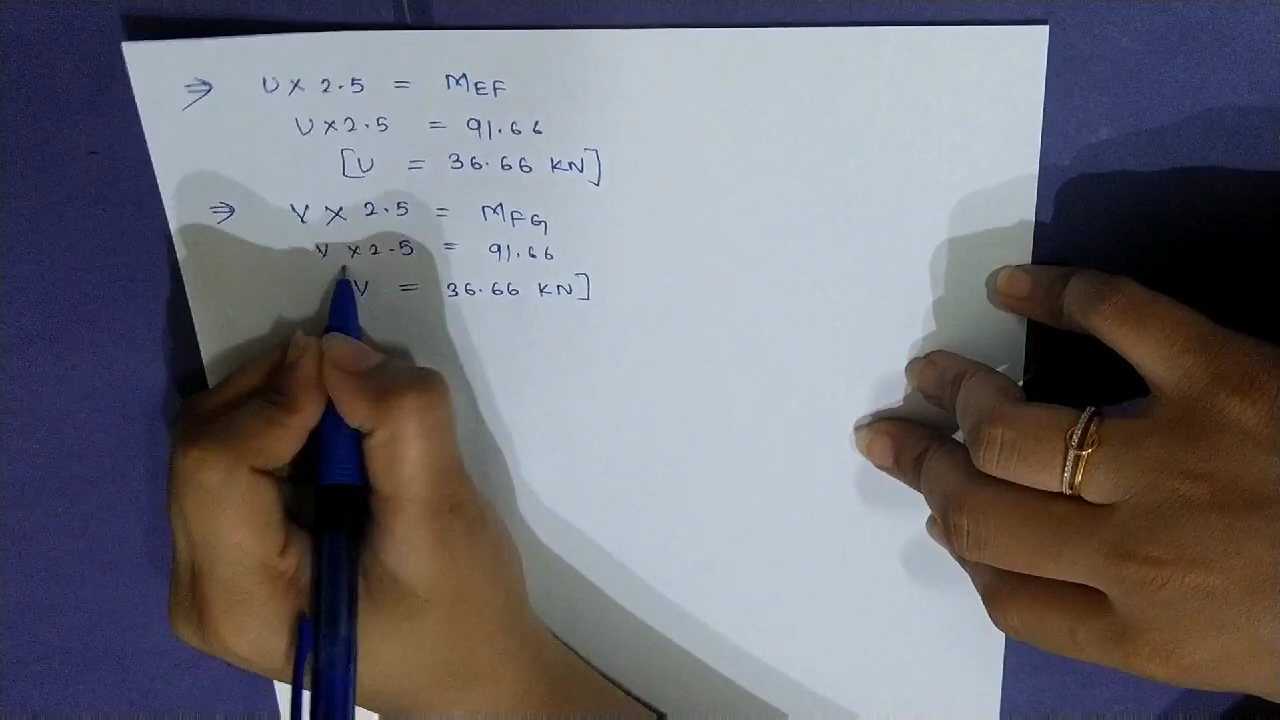 ⇒ U × 2.5 = MEF
U × 2.5 = 91.66
[U = 36.66 KN]
⇒ V × 2.5 = MFG
V × 2.5 = 91.66
V = 36.66 KN]